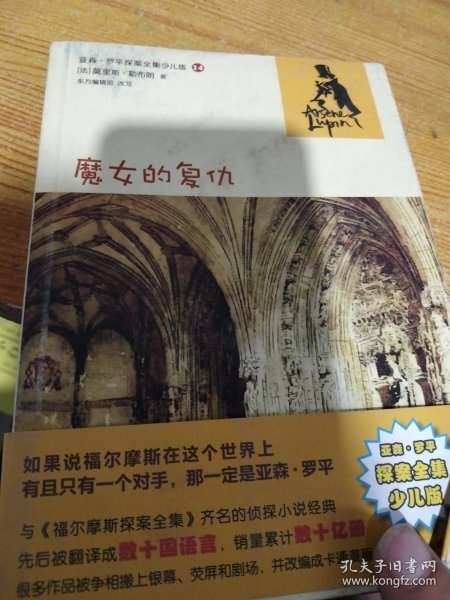 亚森·罗平探案全集少儿版 14
[法]莫里斯·勒布朗 著
东方编辑部 改写
Arsène
Lupin
魔女的复仇
如果说福尔摩斯在这个世界上
有且只有一个对手，那一定是亚森·罗平
与《福尔摩斯探案全集》齐名的侦探小说经典
先后被翻译成数十国语言，销量累计数十亿册
很多作品被争相搬上银幕、荧屏和剧场，并改编成卡通漫画
亚森·罗平
探案全集
少儿版
孔夫子旧书网
www.kongfz.com